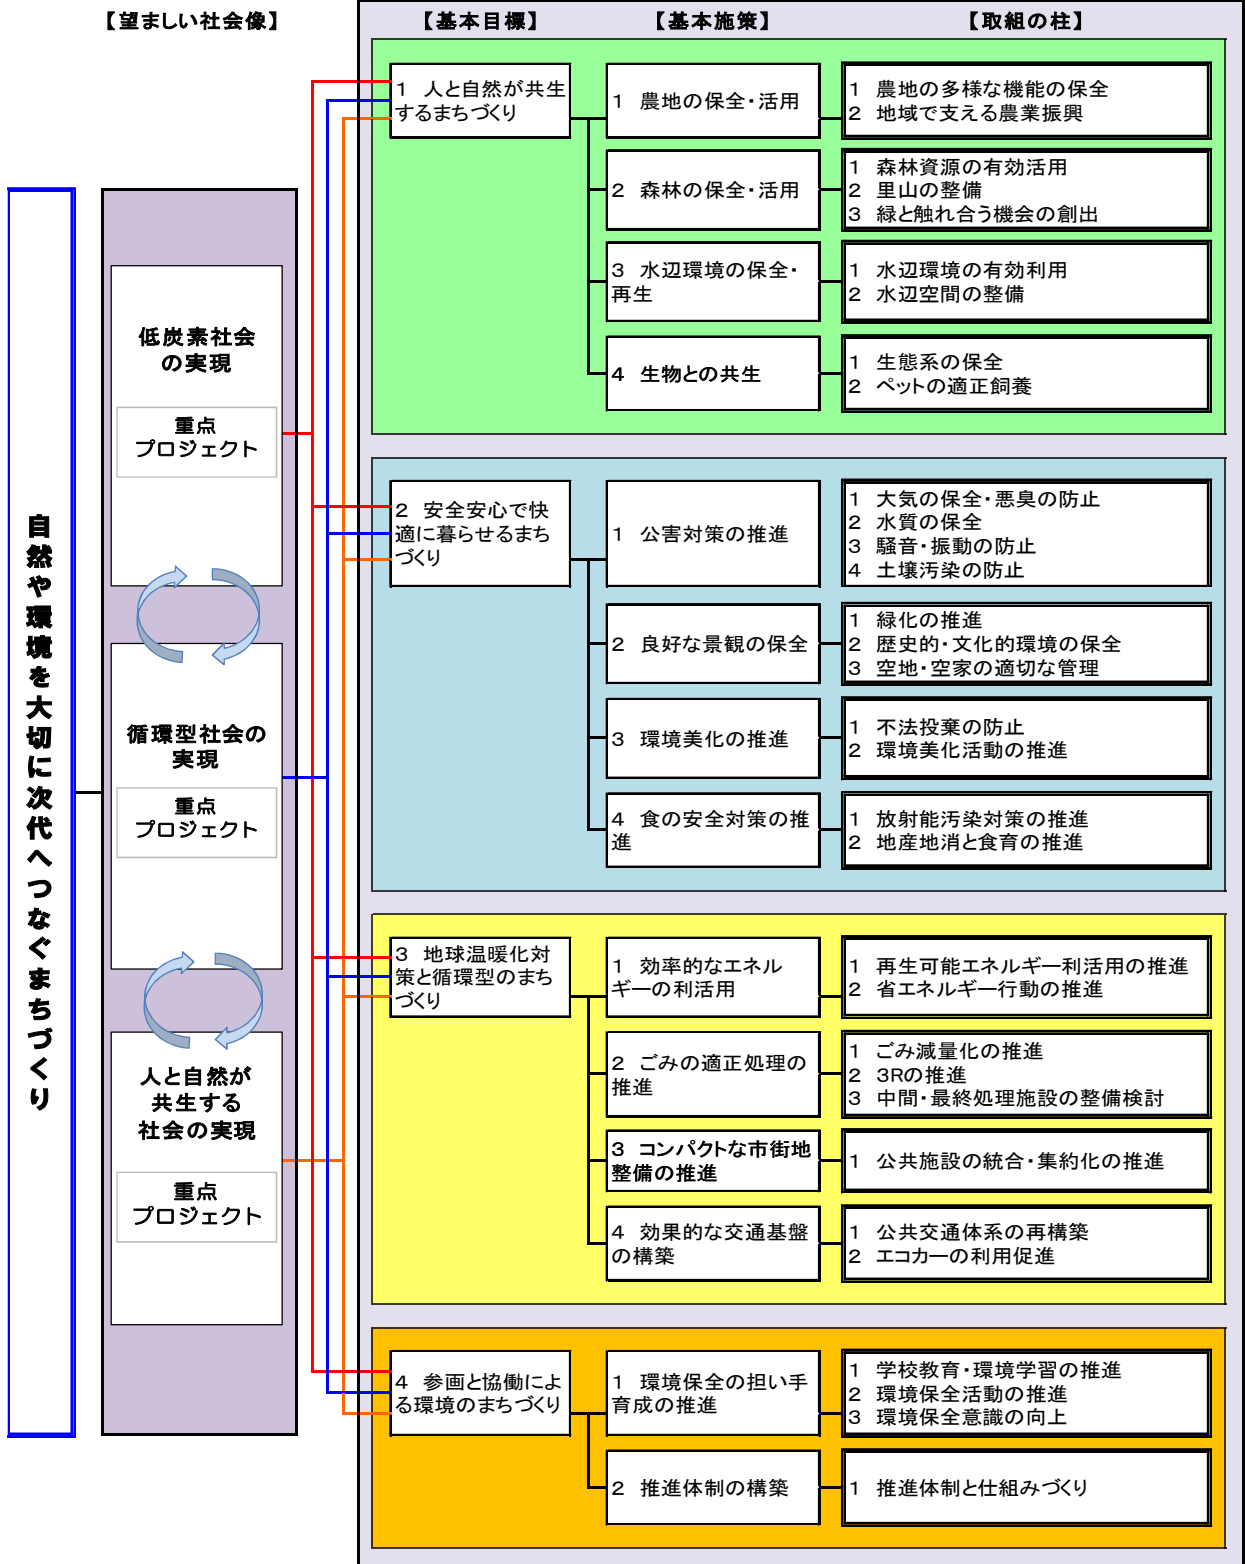 【望ましい社会像】
【基本目標】
【基本施策】
【取組の柱】
自然や環境を大切に次代へつなぐまちづくり
低炭素社会
の実現
重点
プロジェクト
循環型社会の
実現
重点
プロジェクト
人と自然が
共生する
社会の実現
重点
プロジェクト
1 人と自然が共生
するまちづくり
1 農地の保全・活用
1 農地の多様な機能の保全
2 地域で支える農業振興
2 森林の保全・活用
1 森林資源の有効活用
2 里山の整備
3 緑と触れ合う機会の創出
3 水辺環境の保全・
再生
1 水辺環境の有効利用
2 水辺空間の整備
4 生物との共生
1 生態系の保全
2 ペットの適正飼養
2 安全安心で快
適に暮らせるまち
づくり
1 公害対策の推進
1 大気の保全・悪臭の防止
2 水質の保全
3 騒音・振動の防止
4 土壌汚染の防止
2 良好な景観の保全
1 緑化の推進
2 歴史的・文化的環境の保全
3 空地・空家の適切な管理
3 環境美化の推進
1 不法投棄の防止
2 環境美化活動の推進
4 食の安全対策の推
進
1 放射能汚染対策の推進
2 地産地消と食育の推進
3 地球温暖化対
策と循環型のまち
づくり
1 効率的なエネル
ギーの利活用
1 再生可能エネルギー利活用の推進
2 省エネルギー行動の推進
2 ごみの適正処理の
推進
1 ごみ減量化の推進
2 3Rの推進
3 中間・最終処理施設の整備検討
3 コンパクトな市街地
整備の推進
1 公共施設の統合・集約化の推進
4 効果的な交通基盤
の構築
1 公共交通体系の再構築
2 エコカーの利用促進
4 参画と協働によ
る環境のまちづくり
1 環境保全の担い手
育成の推進
1 学校教育・環境学習の推進
2 環境保全活動の推進
3 環境保全意識の向上
2 推進体制の構築
1 推進体制と仕組みづくり